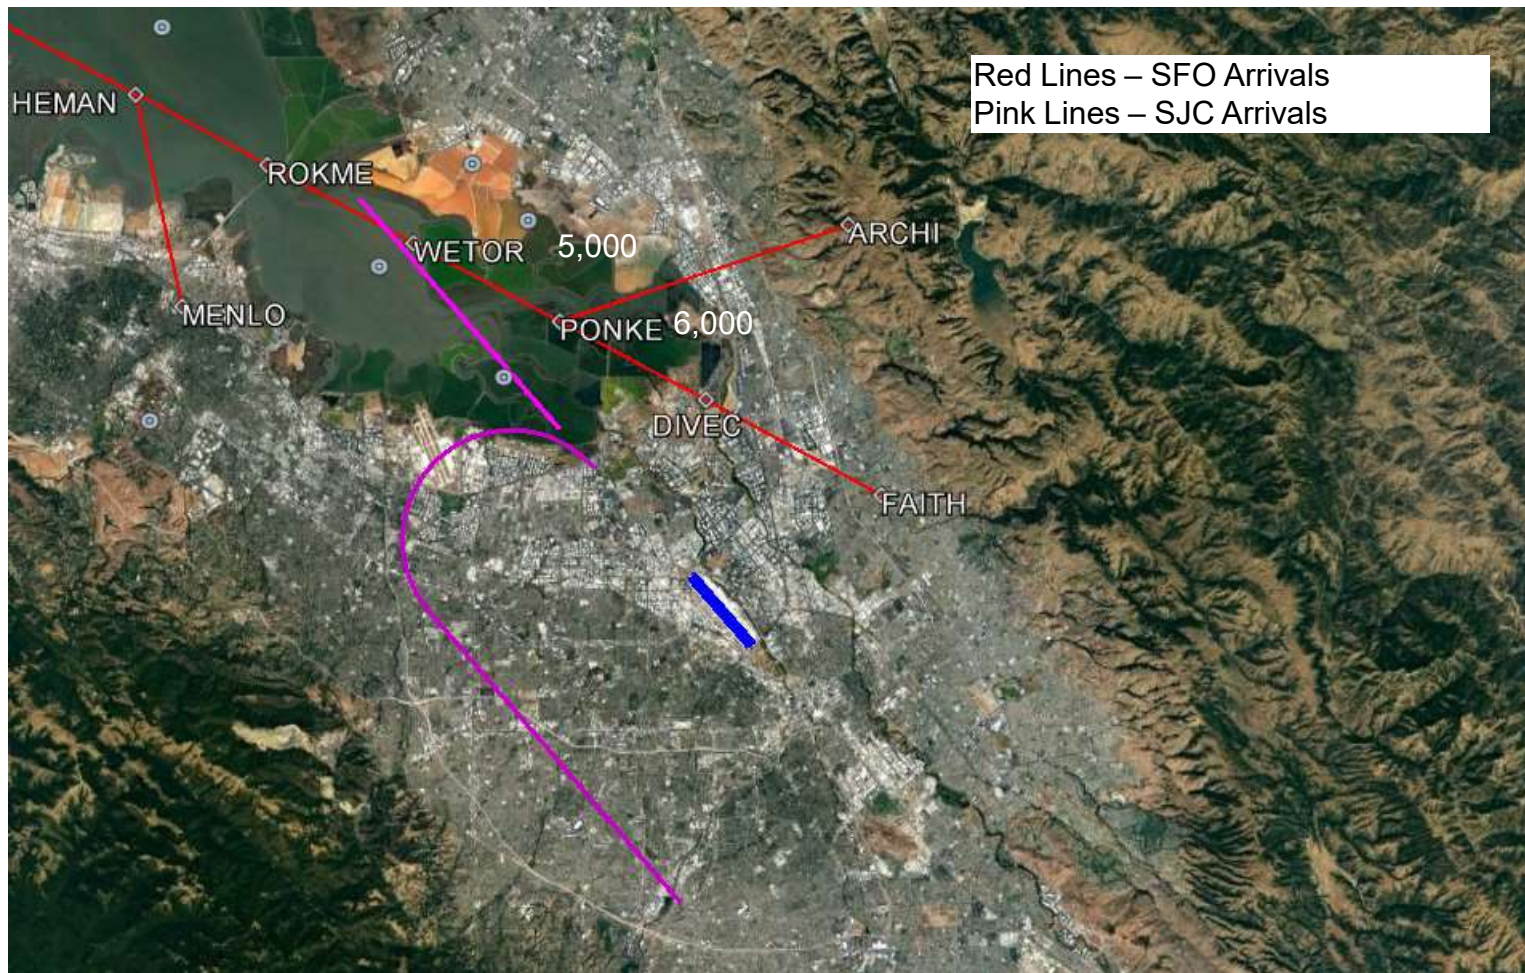 Red Lines – SFO Arrivals
Pink Lines – SJC Arrivals
HEMAN
ROKME
WETOR 5,000
ARCHI
MENLO
PONKE 6,000
DIVEC
FAITH